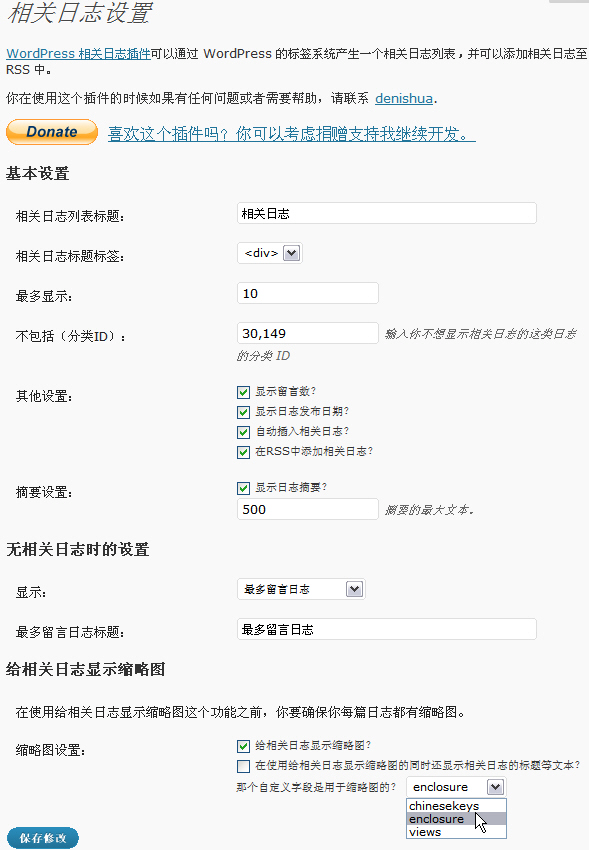 相关日志设置
WordPress 相关日志插件可以通过 WordPress 的标签系统产生一个相关日志列表，并可以添加相关日志至
RSS 中。
你在使用这个插件的时候如果有任何问题或者需要帮助，请联系 denishua.
Donate 喜欢这个插件吗？你可以考虑捐赠支持我继续开发。
基本设置
相关日志列表标题: 相关日志
相关日志标题标签: <div>
最多显示: 10
不包括（分类ID）: 30,149 输入你不想显示相关日志的这类日志
的分类 ID
其他设置: 显示留言数?
显示日志发布日期?
自动插入相关日志?
在RSS中添加相关日志?
摘要设置: 显示日志摘要?
500 摘要的最大文本。
无相关日志时的设置
显示: 最多留言日志
最多留言日志标题: 最多留言日志
给相关日志显示缩略图
在使用给相关日志显示缩略图这个功能之前，你要确保你每篇日志都有缩略图。
缩略图设置: 给相关日志显示缩略图?
在使用给相关日志显示缩略图的同时还显示相关日志的标题等文本?
那个自定义字段是用于缩略图的? enclosure
chinesekeys
enclosure
views
保存修改